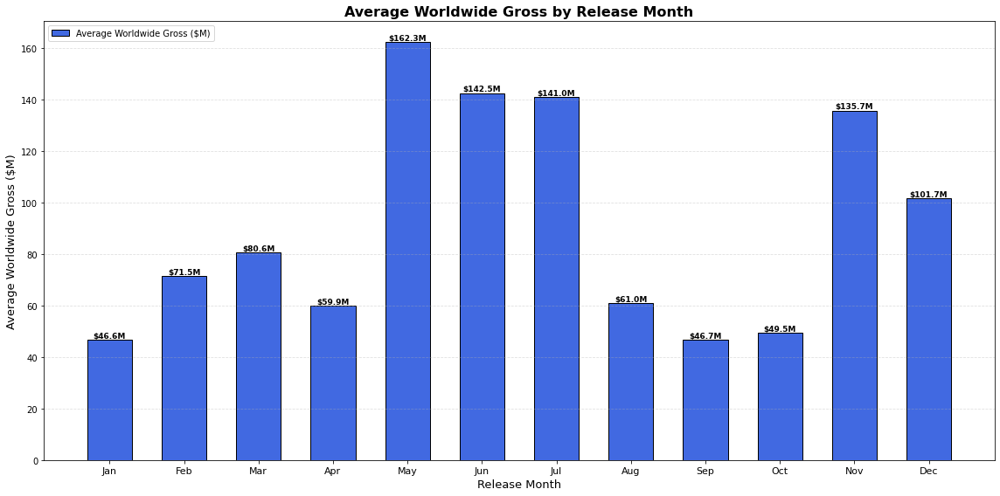 Average Worldwide Gross by Release Month
Average Worldwide Gross ($M)
Average Worldwide Gross ($M)
160
140
120
100
80
60
40
20
0
$46.6M
$71.5M
$80.6M
$59.9M
$162.3M
$142.5M
$141.0M
$61.0M
$46.7M
$49.5M
$135.7M
$101.7M
Jan Feb Mar Apr May Jun Jul Aug Sep Oct Nov Dec
Release Month